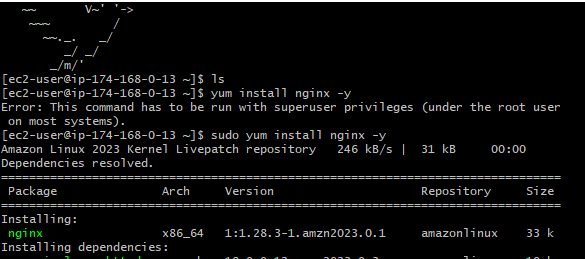 ~~ V~' '->
~~~ /
~~._. _/
_/ _/
_/m/'
[ec2-user@ip-174-168-0-13 ~]$ ls
[ec2-user@ip-174-168-0-13 ~]$ yum install nginx -y
Error: This command has to be run with superuser privileges (under the root user
on most systems).
[ec2-user@ip-174-168-0-13 ~]$ sudo yum install nginx -y
Amazon Linux 2023 Kernel Livepatch repository 246 kB/s | 31 kB 00:00
Dependencies resolved.
================================================================================
Package Arch Version Repository Size
================================================================================
Installing:
nginx x86_64 1:1.28.3-1.amzn2023.0.1 amazonlinux 33 k
Installing dependencies: